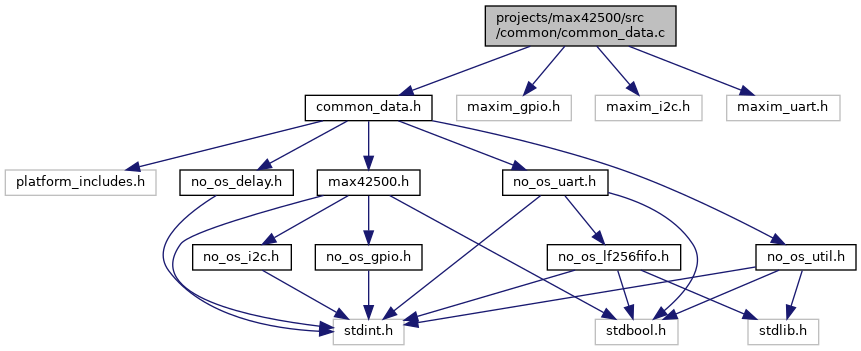 projects/max42500/src
/common/common_data.c
common_data.h
maxim_gpio.h
maxim_i2c.h
maxim_uart.h
platform_includes.h
no_os_delay.h
max42500.h
no_os_uart.h
no_os_i2c.h
no_os_gpio.h
no_os_lf256fifo.h
no_os_util.h
stdint.h
stdbool.h
stdlib.h